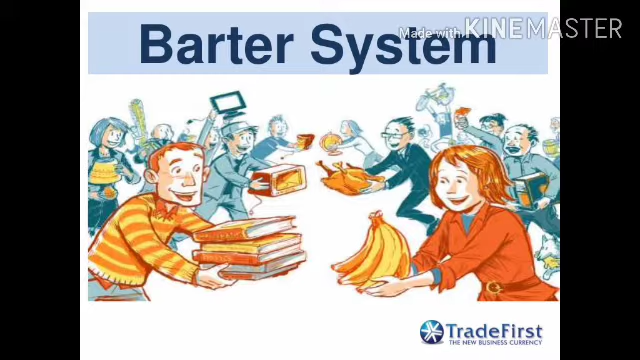 Made with KINEMASTER
Barter System
TradeFirst
THE NEW BUSINESS CURRENCY